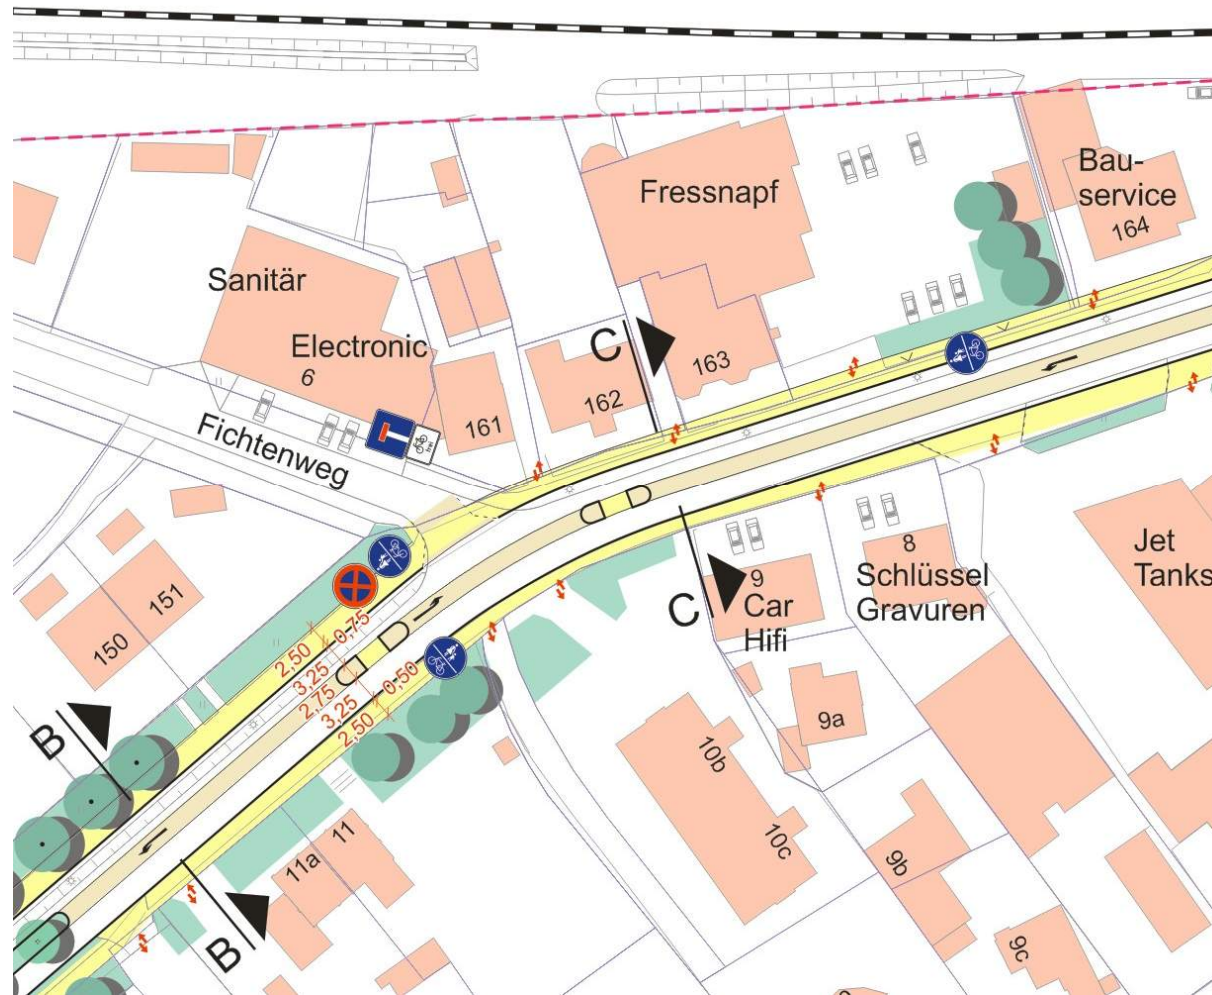 Bau-
service
164
Fressnapf
Sanitär
Electronic
6
C
163
162
161
frei
Fichtenweg
8
Schlüssel
Gravuren
Jet
Tanks
9
Car
Hifi
C
151
150
2,50
0,75
3,25
2,75
3,25
0,50
2,50
9a
10b
10c
B
11
11a
9b
B
9c